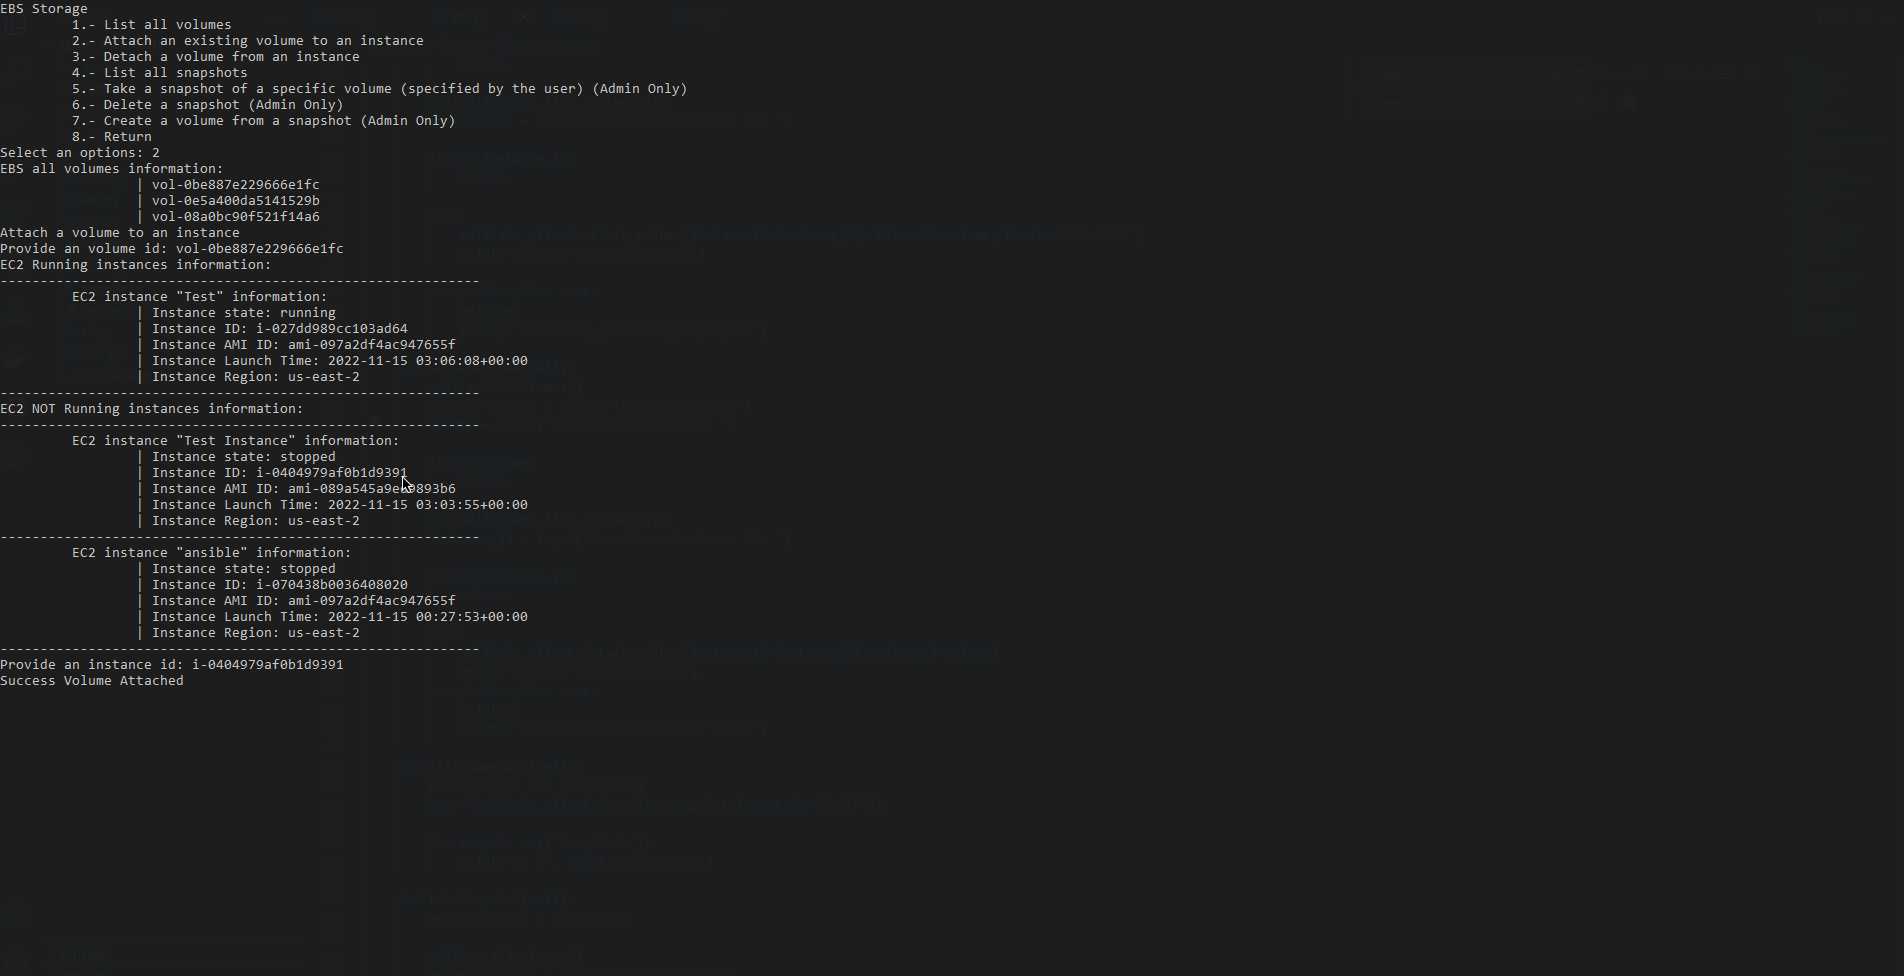 EBS Storage
1.- List all volumes
2.- Attach an existing volume to an instance
3.- Detach a volume from an instance
4.- List all snapshots
5.- Take a snapshot of a specific volume (specified by the user) (Admin Only)
6.- Delete a snapshot (Admin Only)
7.- Create a volume from a snapshot (Admin Only)
8.- Return
Select an options: 2
EBS all volumes information:
| vol-0be887e229666e1fc
| vol-0e5a400da5141529b
| vol-08a0bc90f521f14a6
Attach a volume to an instance
Provide an volume id: vol-0be887e229666e1fc
EC2 Running instances information:
------------------------------------------------------------
EC2 instance "Test" information:
| Instance state: running
| Instance ID: i-027dd989cc103ad64
| Instance AMI ID: ami-097a2df4ac947655f
| Instance Launch Time: 2022-11-15 03:06:08+00:00
| Instance Region: us-east-2
------------------------------------------------------------
EC2 NOT Running instances information:
------------------------------------------------------------
EC2 instance "Test Instance" information:
| Instance state: stopped
| Instance ID: i-0404979af0b1d9391
| Instance AMI ID:
| Instance Launch Time: 2022-11-15 03:03:55+00:00
| Instance Region: us-east-2
------------------------------------------------------------
EC2 instance "ansible" information:
| Instance state: stopped
| Instance ID: i-070438b0036408020
| Instance AMI ID: ami-097a2df4ac947655f
| Instance Launch Time: 2022-11-15 00:27:53+00:00
| Instance Region: us-east-2
------------------------------------------------------------
Provide an instance id: i-0404979af0b1d9391
Success Volume Attached